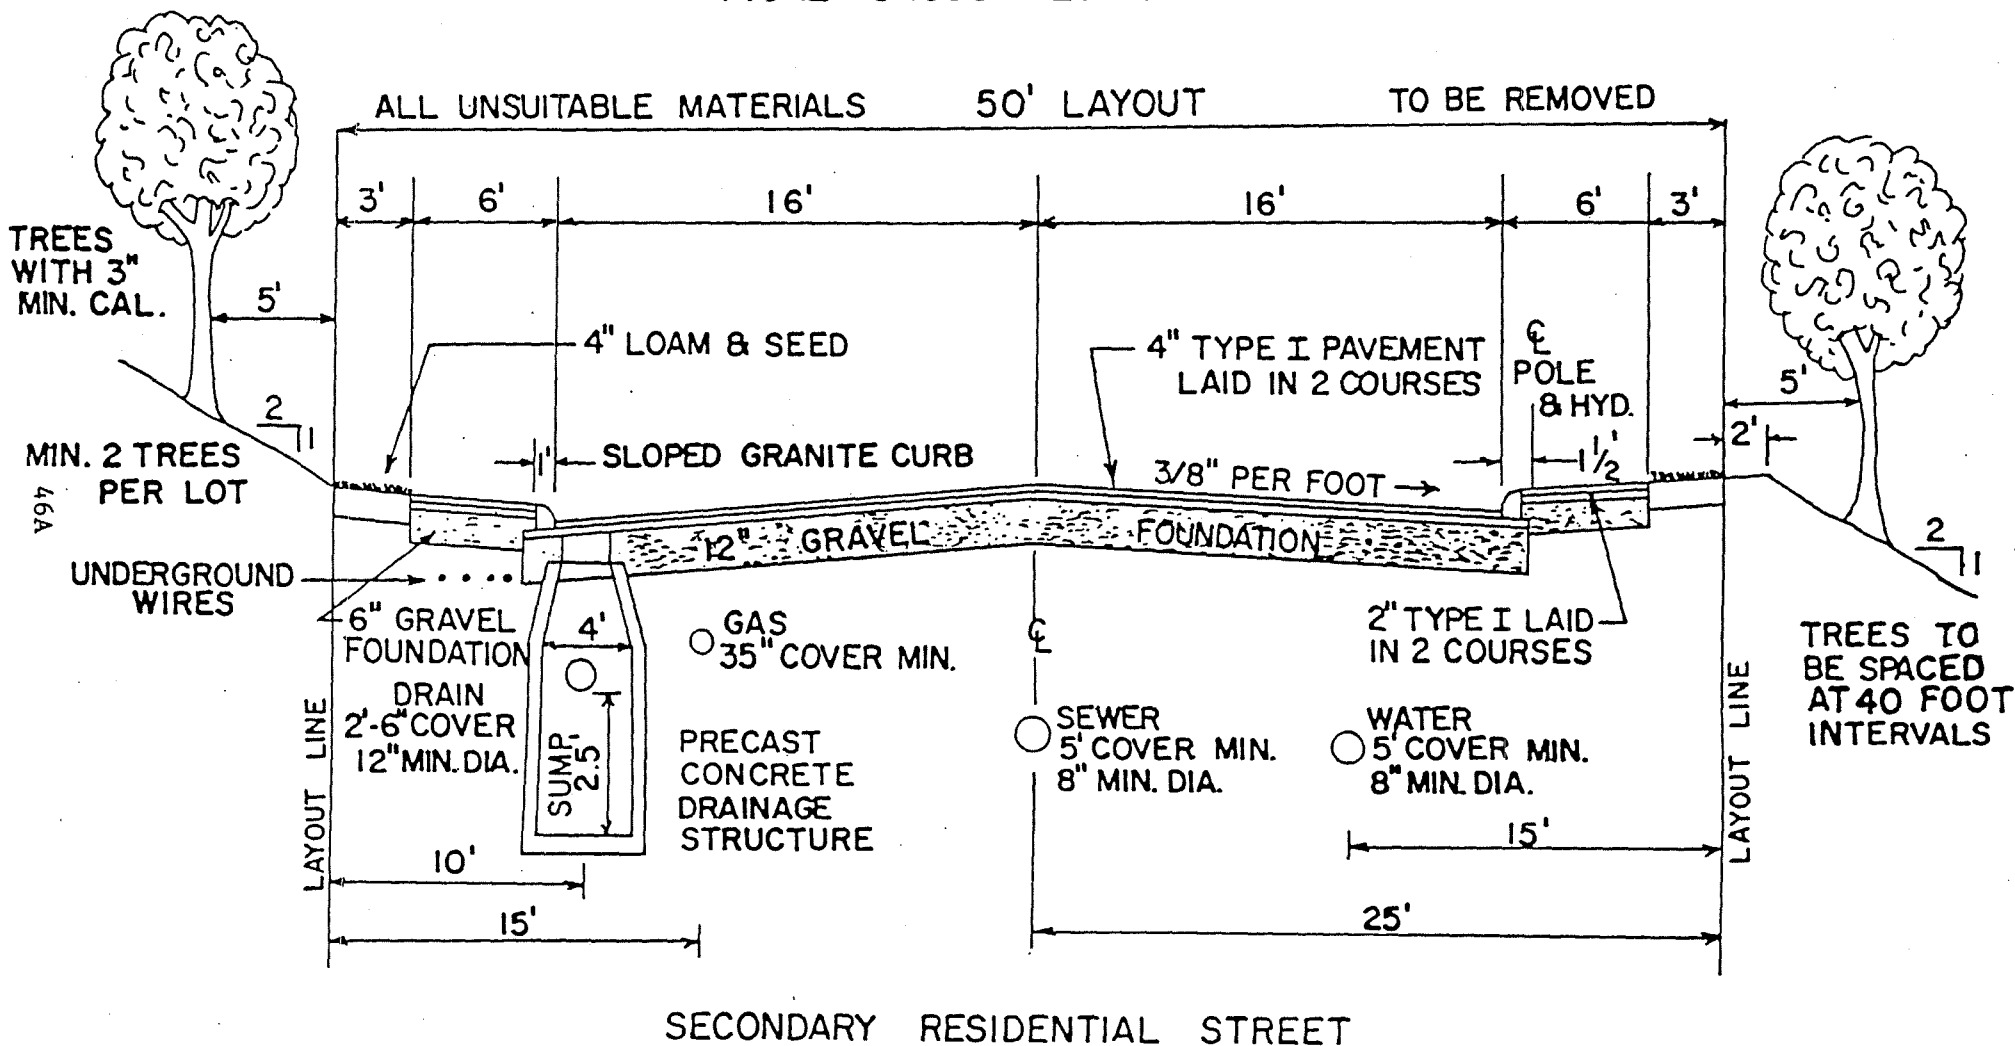 ALL UNSUITABLE MATERIALS 50' LAYOUT TO BE REMOVED
3' 6' 16' 16' 6' 3'
TREES
WITH 3"
MIN. CAL.
5'
4" LOAM & SEED
4" TYPE I PAVEMENT
LAID IN 2 COURSES
℄
POLE
& HYD.
5'
2
1
2'
MIN. 2 TREES
PER LOT
1'
SLOPED GRANITE CURB
3/8" PER FOOT
1 1/2'
46A
12" GRAVEL FOUNDATION
2
1
UNDERGROUND
WIRES
6" GRAVEL
FOUNDATION
4'
GAS
35" COVER MIN.
℄
2" TYPE I LAID
IN 2 COURSES
TREES TO
BE SPACED
AT 40 FOOT
INTERVALS
DRAIN
2'-6" COVER
12" MIN. DIA.
SUMP
2.5'
PRECAST
CONCRETE
DRAINAGE
STRUCTURE
SEWER
5' COVER MIN.
8" MIN. DIA.
WATER
5' COVER MIN.
8" MIN. DIA.
LAYOUT LINE
LAYOUT LINE
10'
15'
15'
25'
SECONDARY RESIDENTIAL STREET